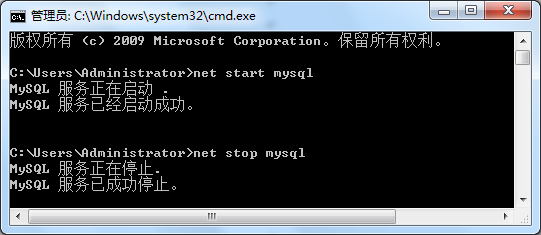 管理员: C:\Windows\system32\cmd.exe
版权所有 (c) 2009 Microsoft Corporation。保留所有权利。
C:\Users\Administrator>net start mysql
MySQL 服务正在启动 .
MySQL 服务已经启动成功。
C:\Users\Administrator>net stop mysql
MySQL 服务正在停止.
MySQL 服务已成功停止。